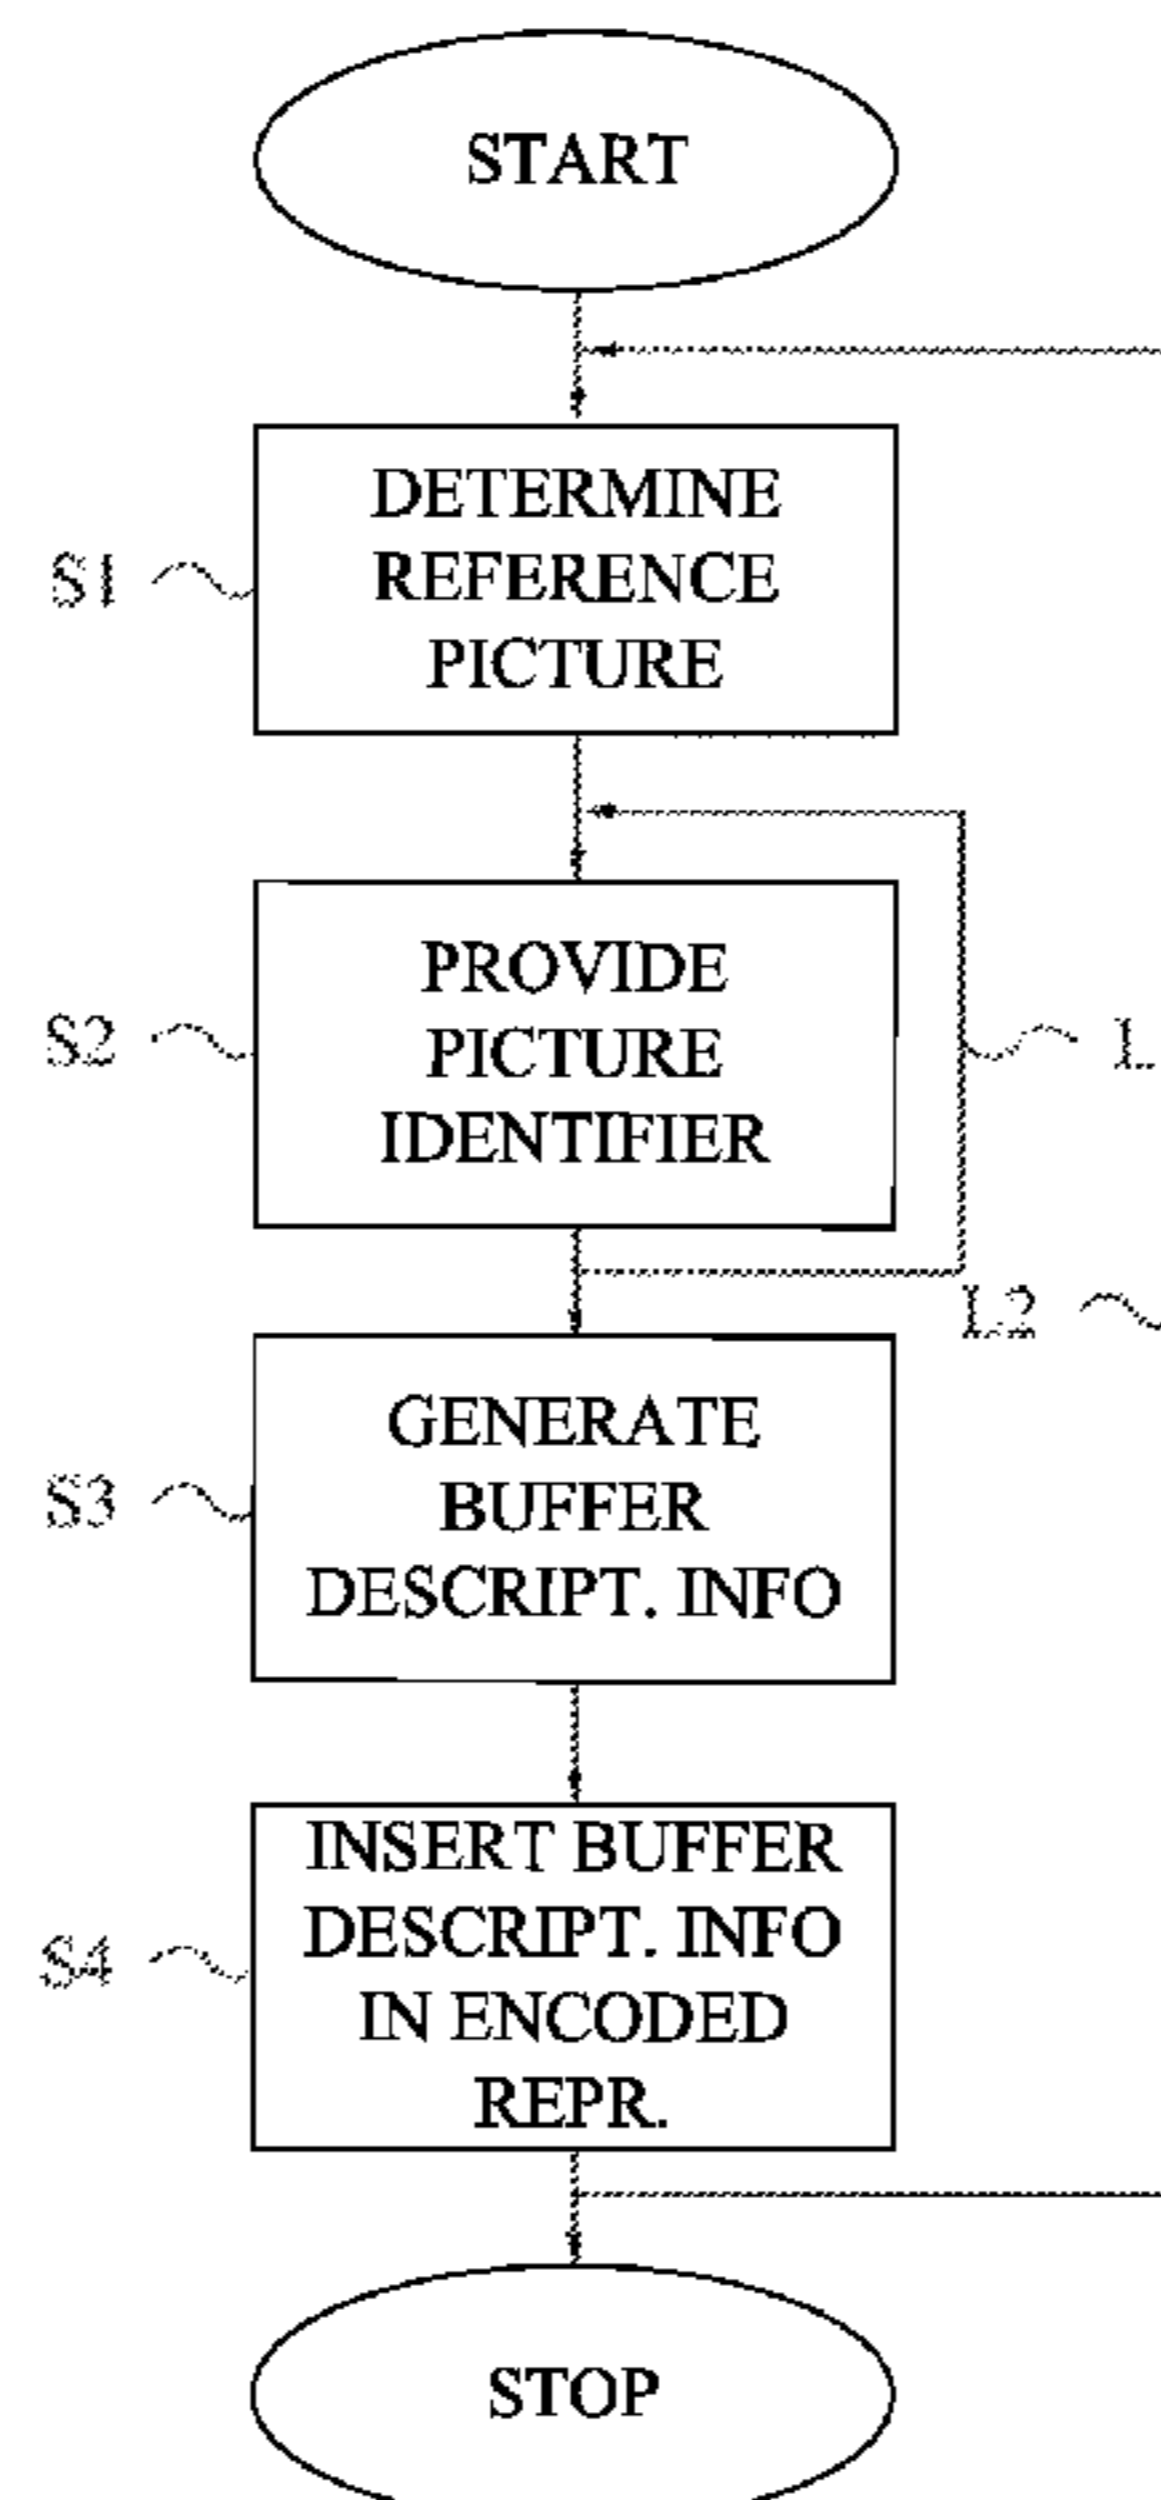 START
DETERMINE
REFERENCE
PICTURE
S1
PROVIDE
PICTURE
IDENTIFIER
S2
L2
GENERATE
BUFFER
DESCRIPT. INFO
S3
INSERT BUFFER
DESCRIPT. INFO
IN ENCODED
REPR.
S4
STOP